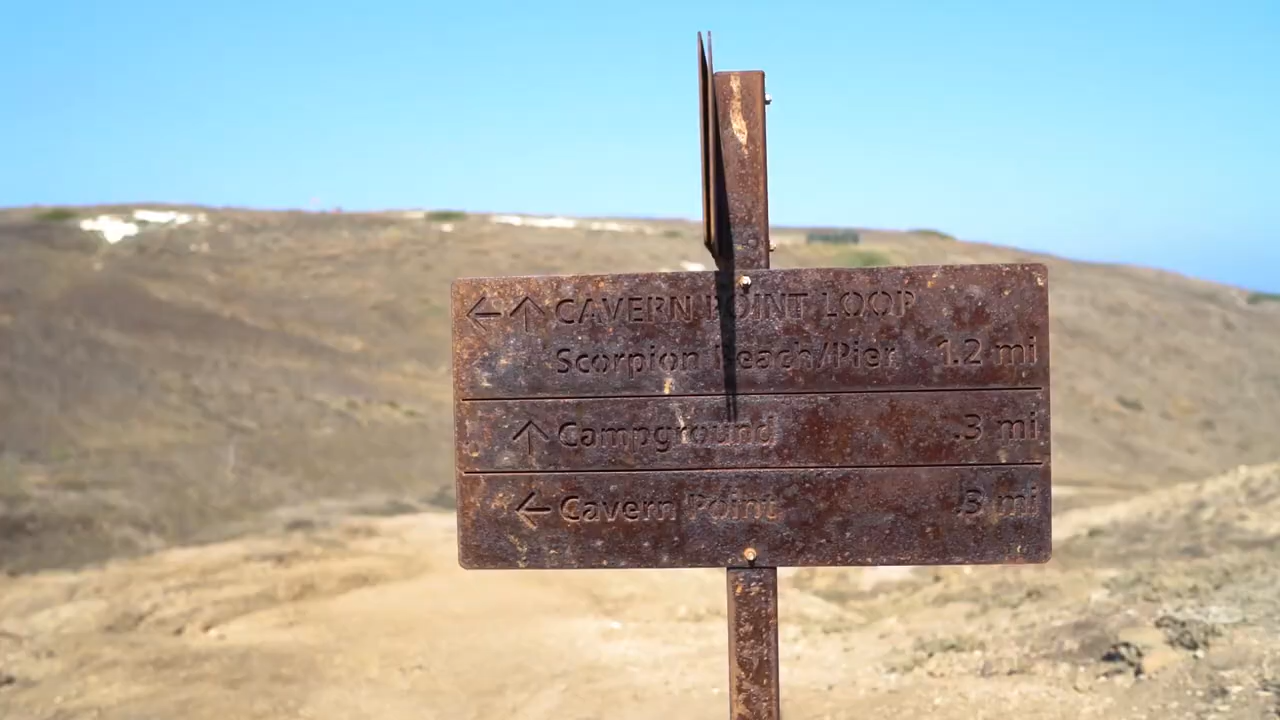 ← ↑ CAVERN POINT LOOP
Scorpion Beach/Pier 1.2 mi
↑ Campground .3 mi
← Cavern Point .3 mi